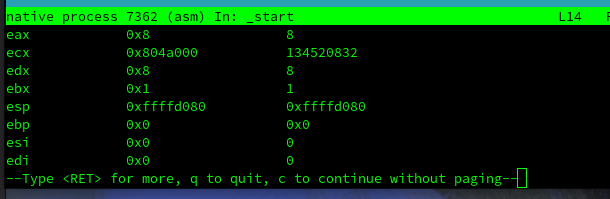 native process 7362 (asm) In: _start L14
eax 0x8 8
ecx 0x804a000 134520832
edx 0x8 8
ebx 0x1 1
esp 0xffffd080 0xffffd080
ebp 0x0 0x0
esi 0x0 0
edi 0x0 0
--Type <RET> for more, q to quit, c to continue without paging--